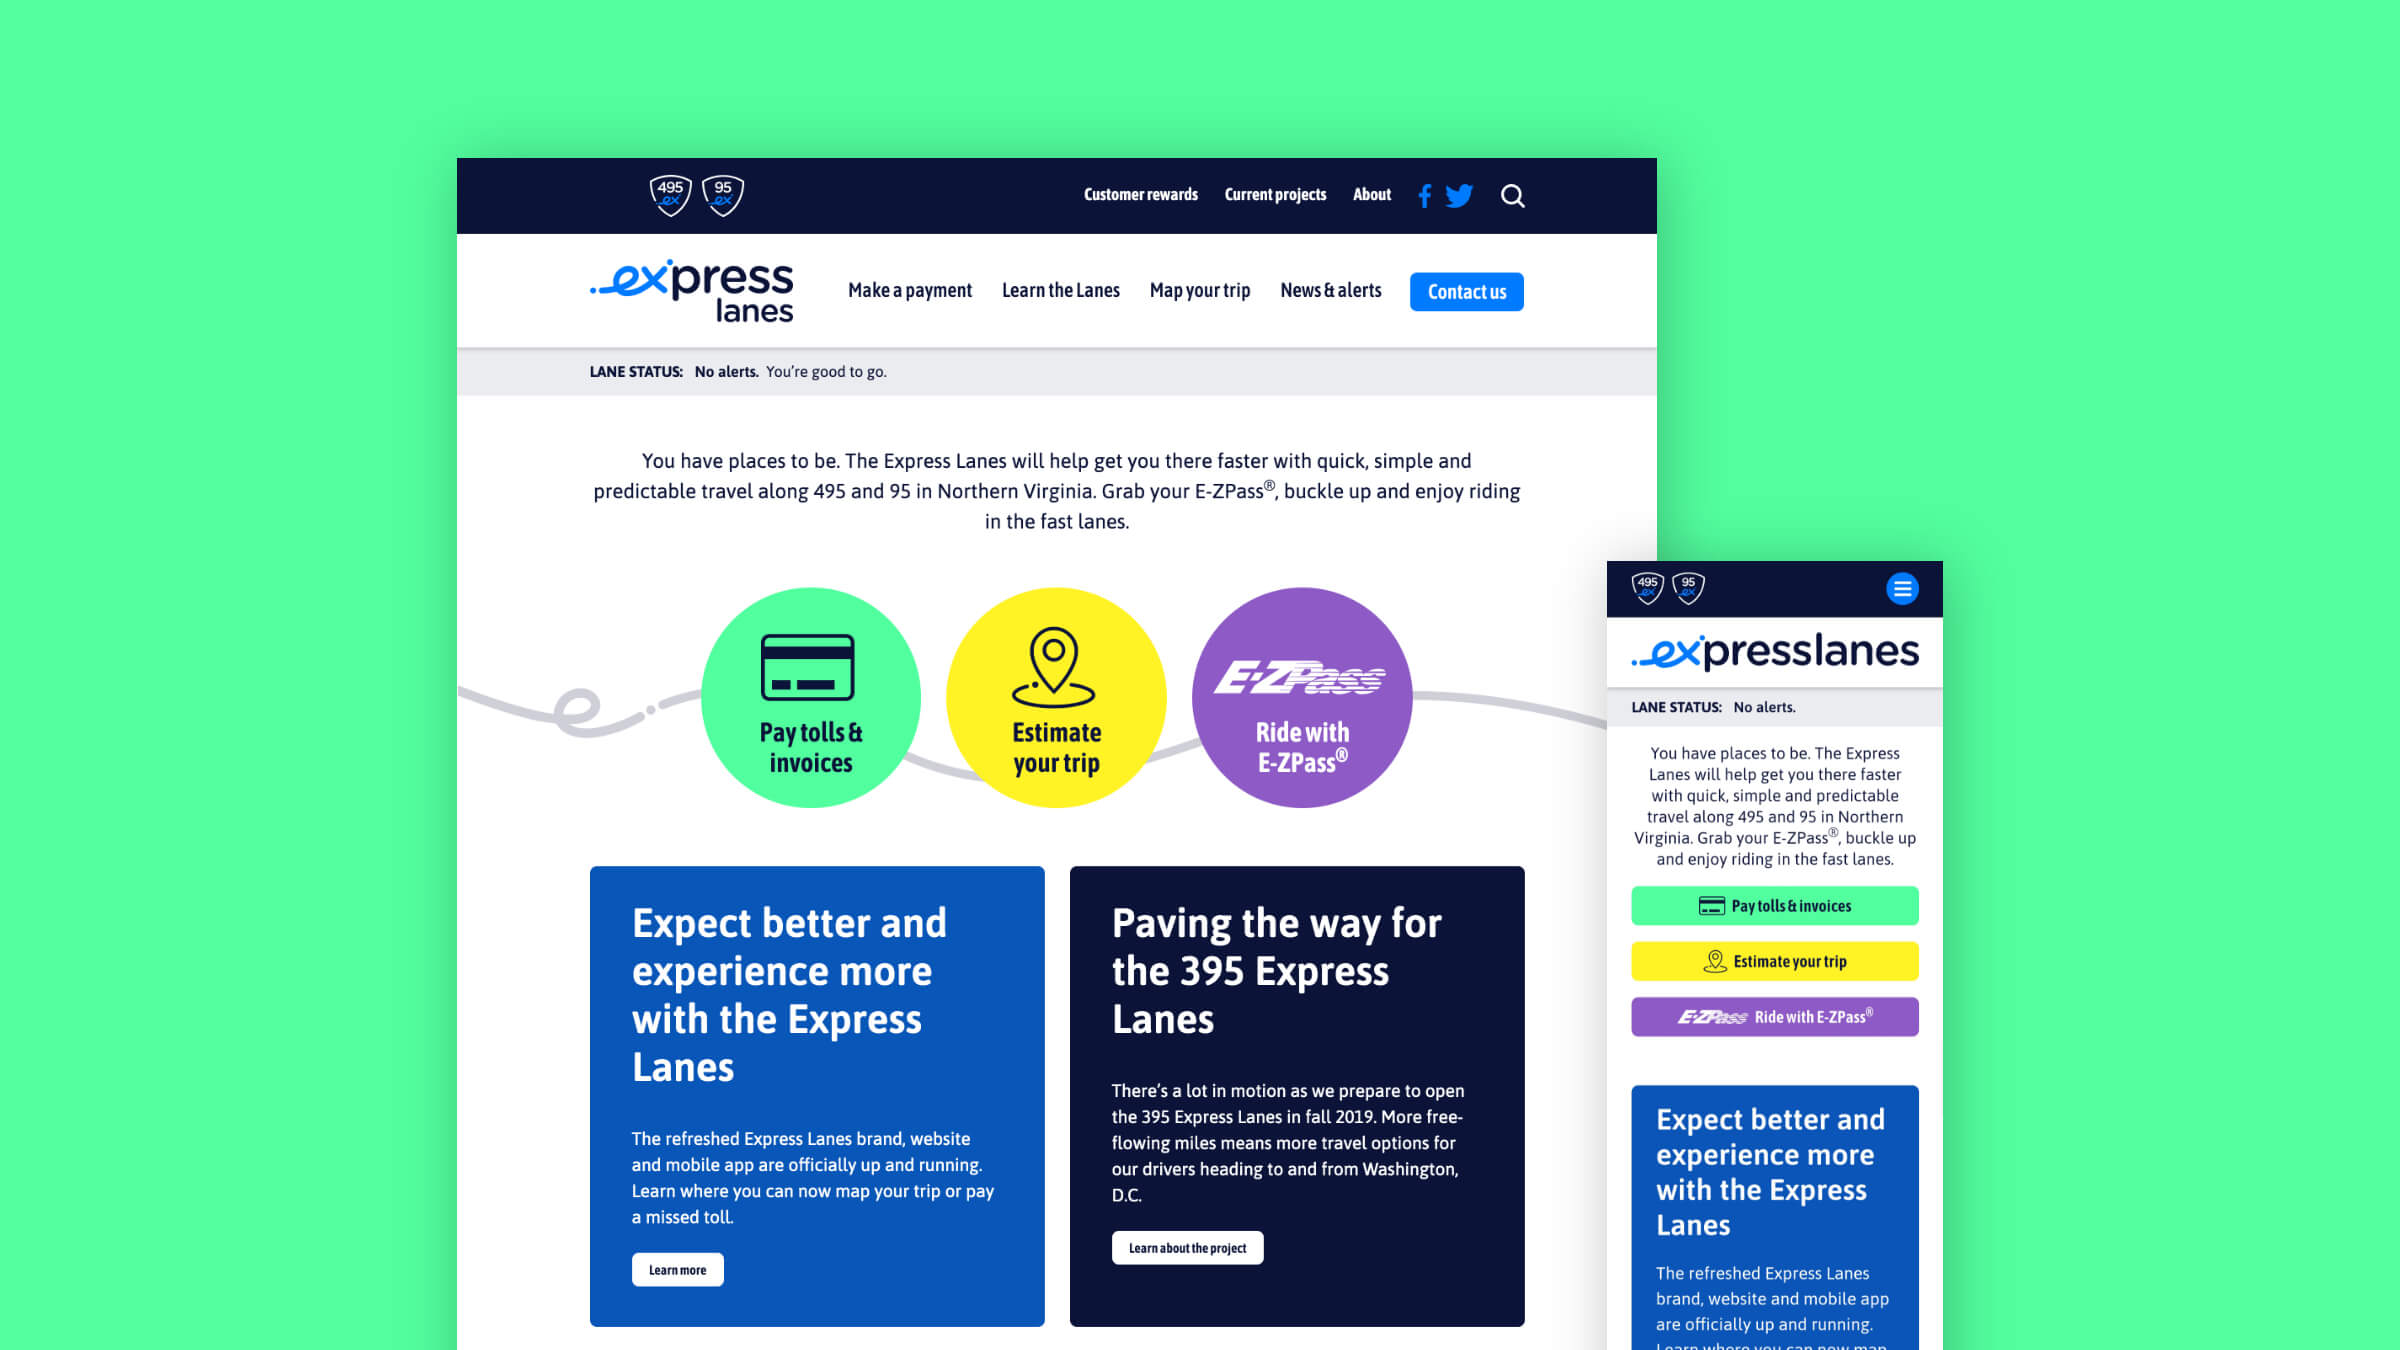 495 ex 95 ex Customer rewards Current projects About
express lanes
Make a payment Learn the Lanes Map your trip News & alerts Contact us
LANE STATUS: No alerts. You’re good to go.
You have places to be. The Express Lanes will help get you there faster with quick, simple and
predictable travel along 495 and 95 in Northern Virginia. Grab your E-ZPass®, buckle up and enjoy riding
in the fast lanes.
Pay tolls &
invoices
Estimate
your trip
E-ZPass
Ride with
E-ZPass®
Expect better and
experience more
with the Express
Lanes
The refreshed Express Lanes brand, website
and mobile app are officially up and running.
Learn where you can now map your trip or pay
a missed toll.
Learn more
Paving the way for
the 395 Express
Lanes
There’s a lot in motion as we prepare to open
the 395 Express Lanes in fall 2019. More free-
flowing miles means more travel options for
our drivers heading to and from Washington,
D.C.
Learn about the project
495 ex 95 ex
expresslanes
LANE STATUS: No alerts.
You have places to be. The Express
Lanes will help get you there faster
with quick, simple and predictable
travel along 495 and 95 in Northern
Virginia. Grab your E-ZPass®, buckle up
and enjoy riding in the fast lanes.
Pay tolls & invoices
Estimate your trip
E-ZPass Ride with E-ZPass®
Expect better and
experience more
with the Express
Lanes
The refreshed Express Lanes
brand, website and mobile app
are officially up and running.
Learn where you can now map